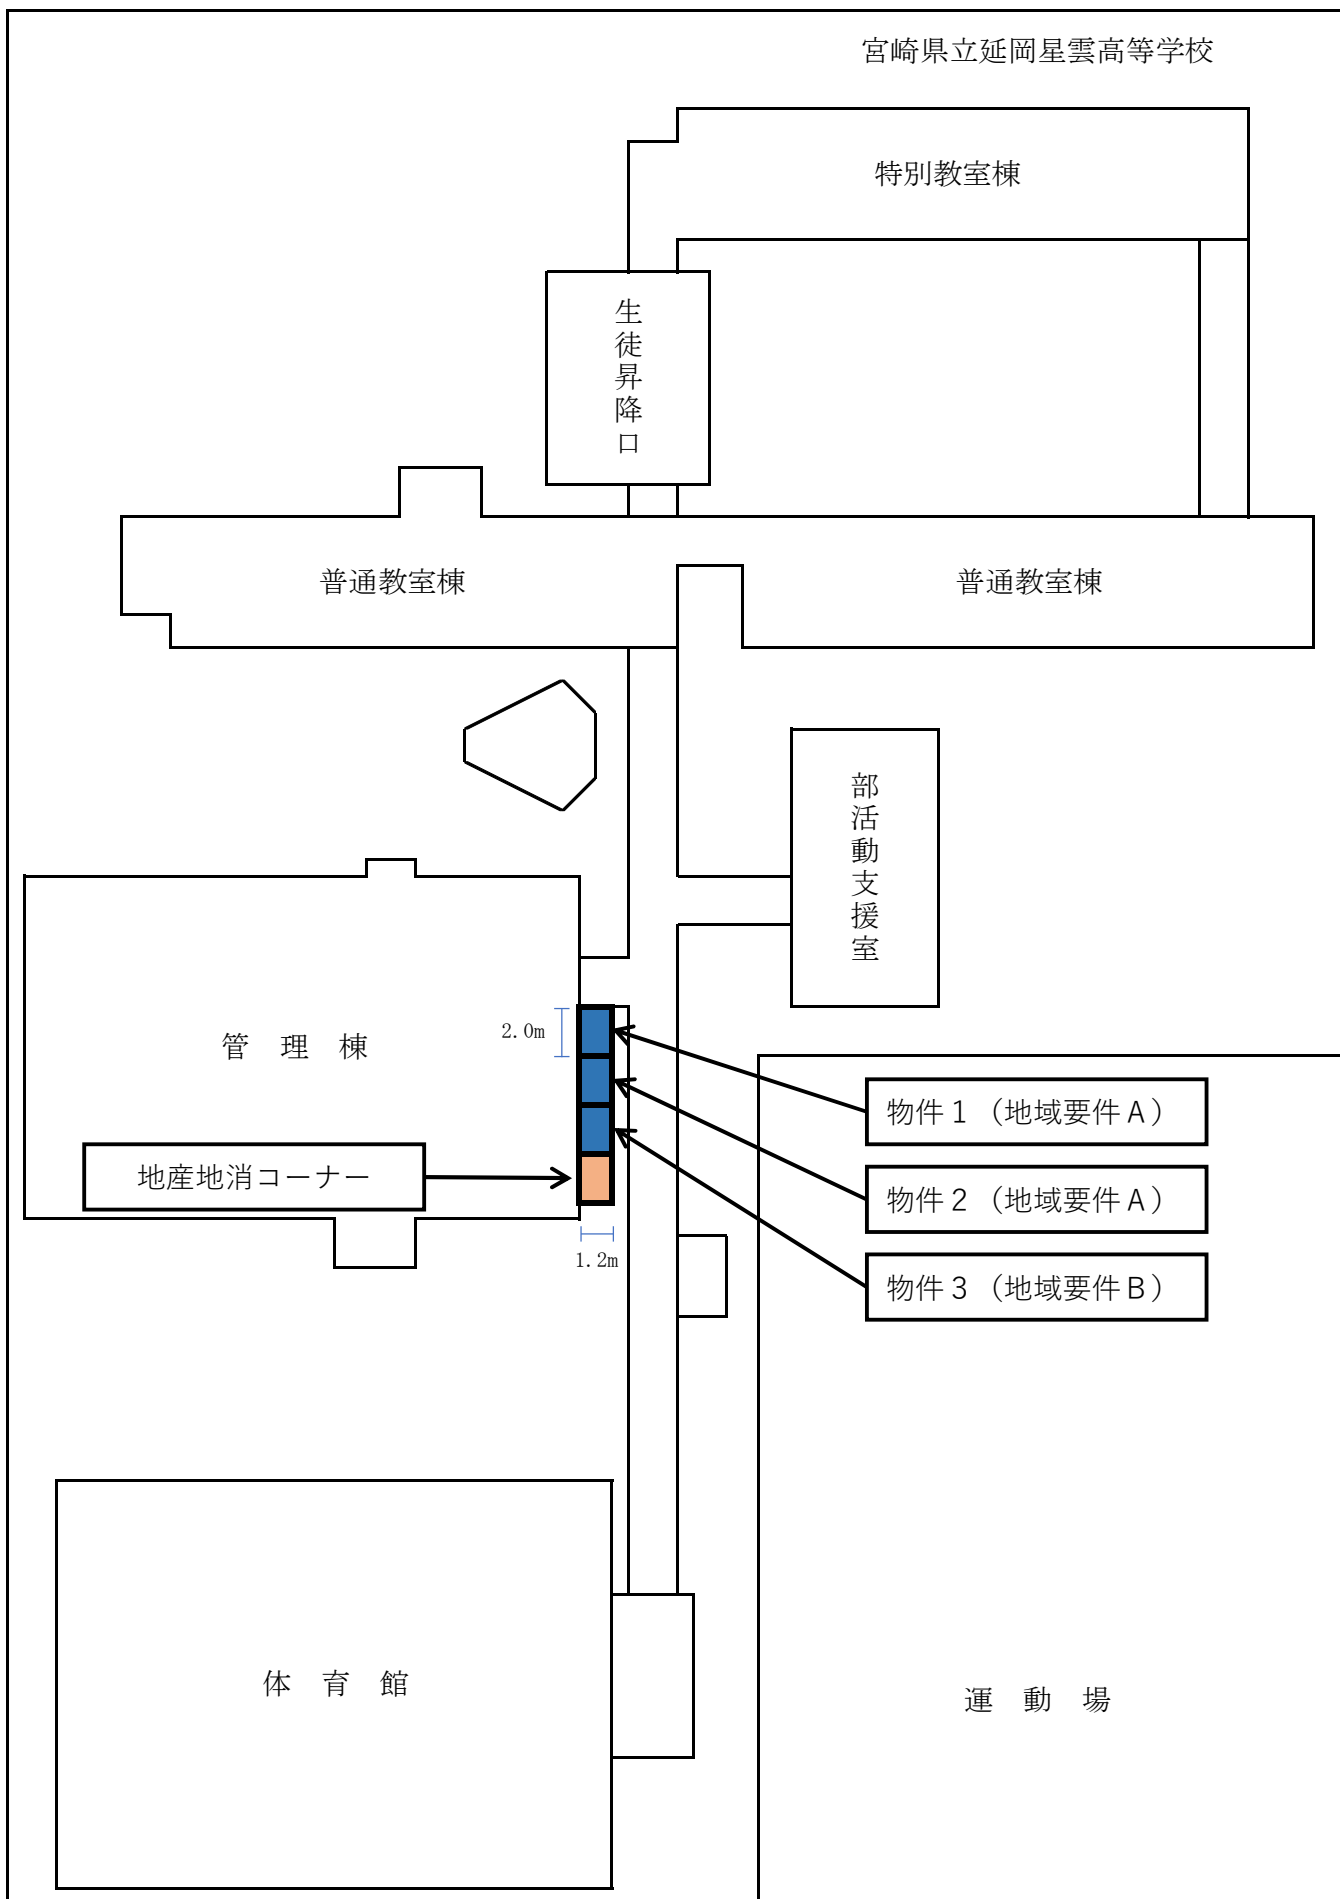 宮崎県立延岡星雲高等学校
特別教室棟
生徒昇降口
普通教室棟
普通教室棟
部活動支援室
管　理　棟
2.0m
物件１（地域要件Ａ）
地産地消コーナー
物件２（地域要件Ａ）
1.2m
物件３（地域要件Ｂ）
体　育　館
運　動　場